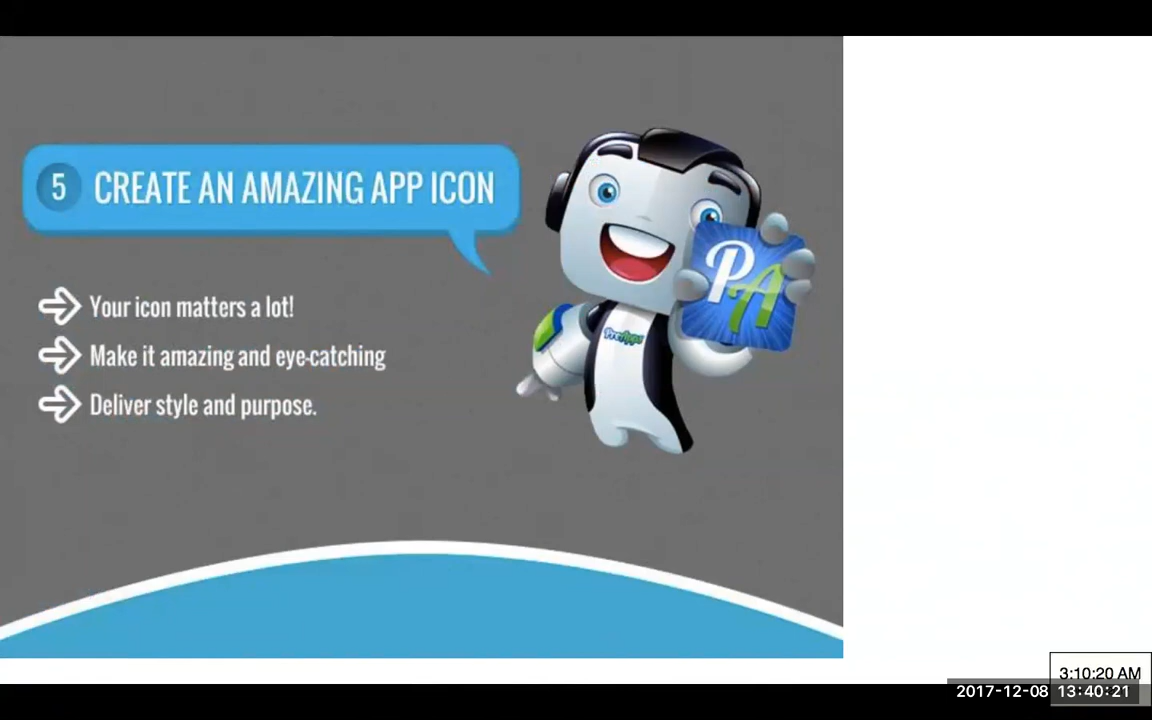 5 CREATE AN AMAZING APP ICON
Your icon matters a lot!
Make it amazing and eye-catching
Deliver style and purpose.
PA
PreApps
3:10:20 AM
2017-12-08 13:40:21